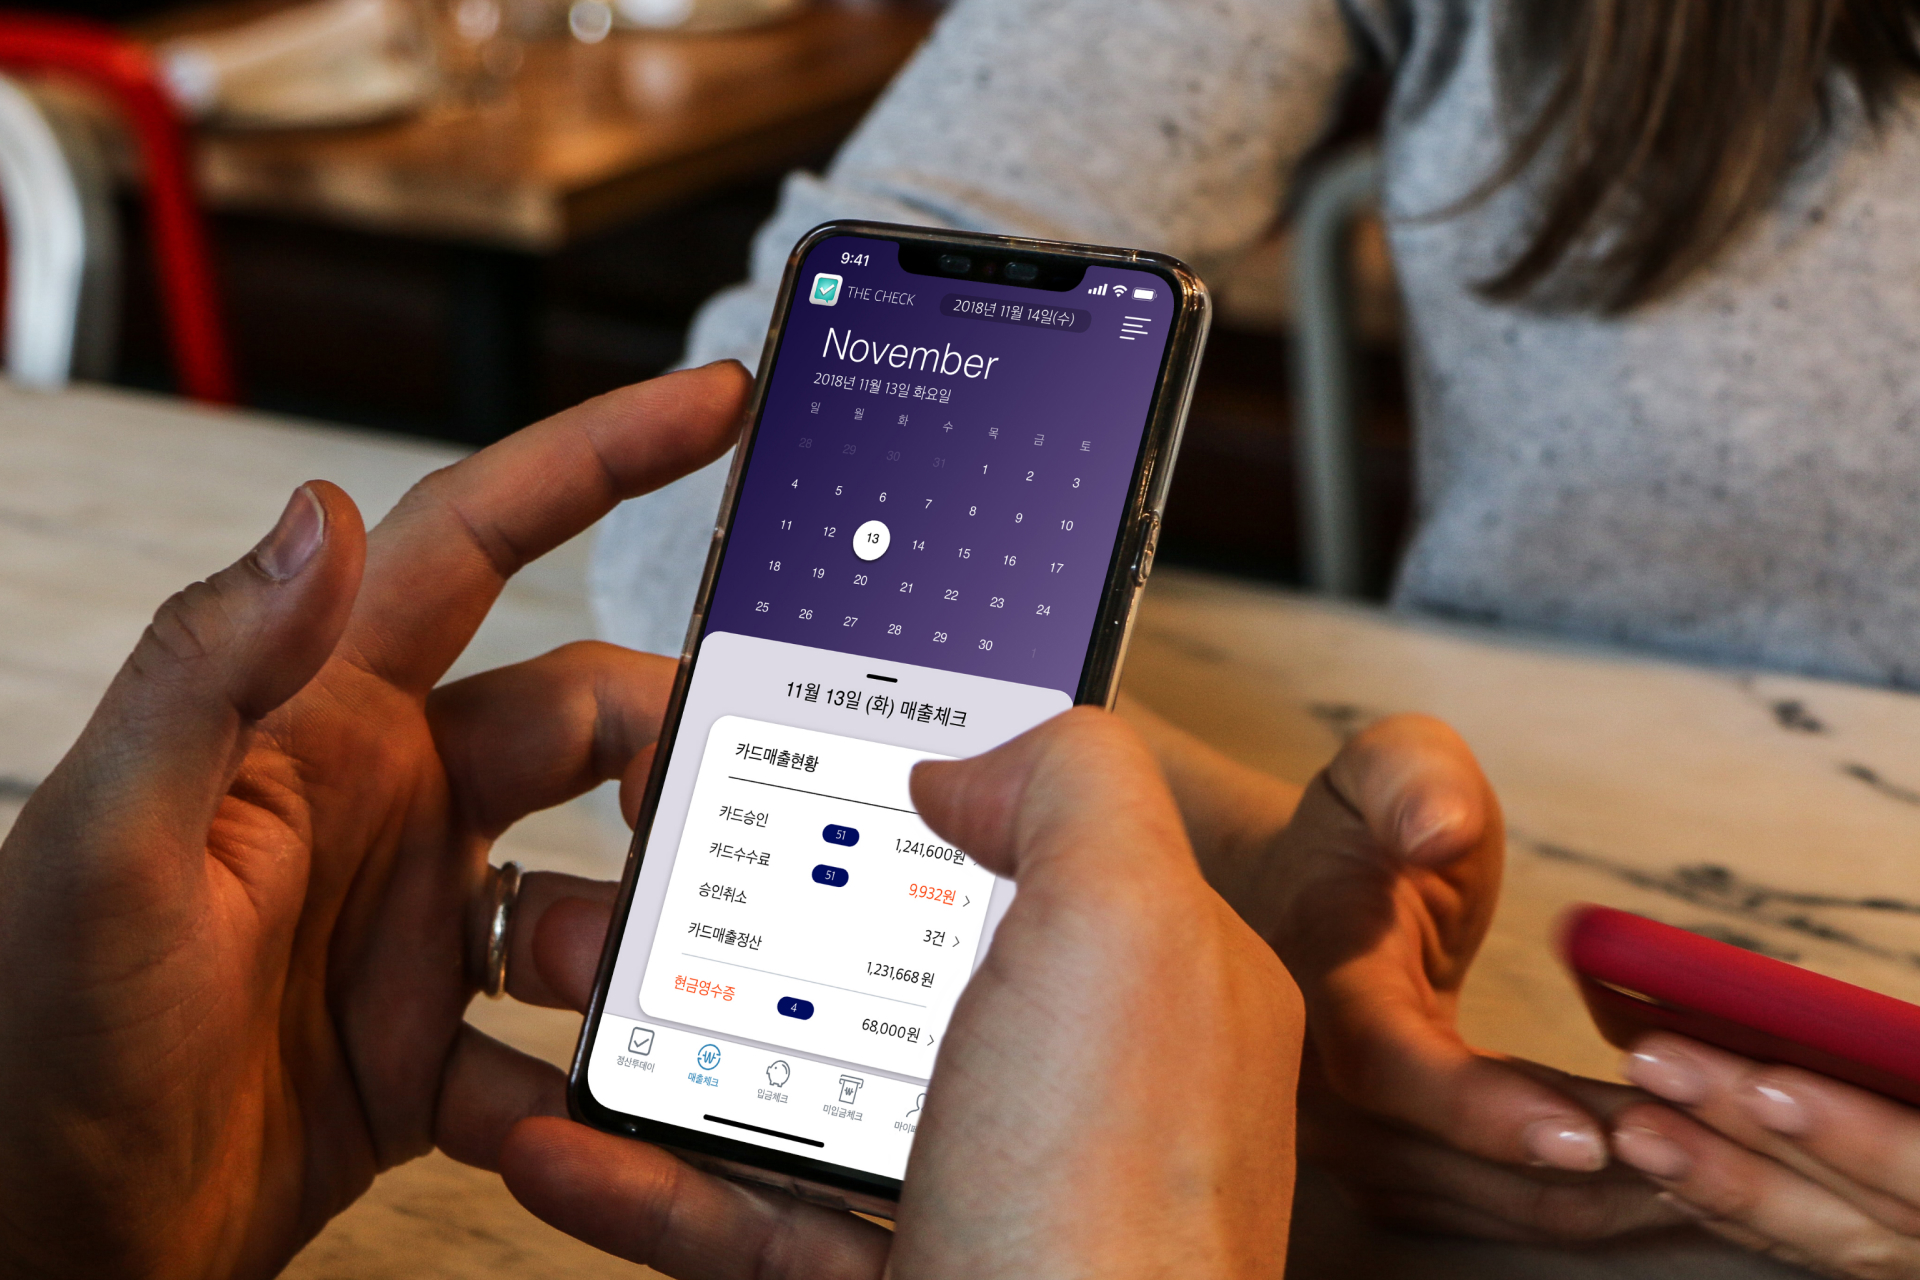 9:41
THE CHECK
2018년 11월 14일(수)
November
2018년 11월 13일 화요일
일 월 화 수 목 금 토
28 29 30 31 1 2 3
4 5 6 7 8 9 10
11 12 13 14 15 16 17
18 19 20 21 22 23 24
25 26 27 28 29 30 1
11월 13일 (화) 매출체크
카드매출현황
카드승인 51 1,241,600원
카드수수료 51 9,932원
승인취소 3건
카드매출정산 1,231,668원
현금영수증 4 68,000원
정산투데이 매출체크 입금체크 미입금체크